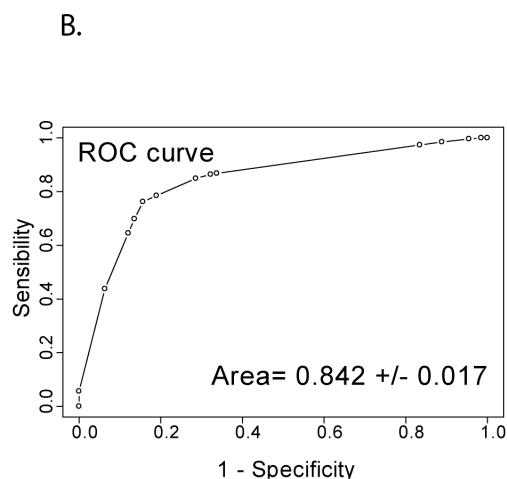 B.
ROC curve
Sensibility
1.0
0.8
0.6
0.4
0.2
0.0
Area= 0.842 +/- 0.017
0.0 0.2 0.4 0.6 0.8 1.0
1 - Specificity